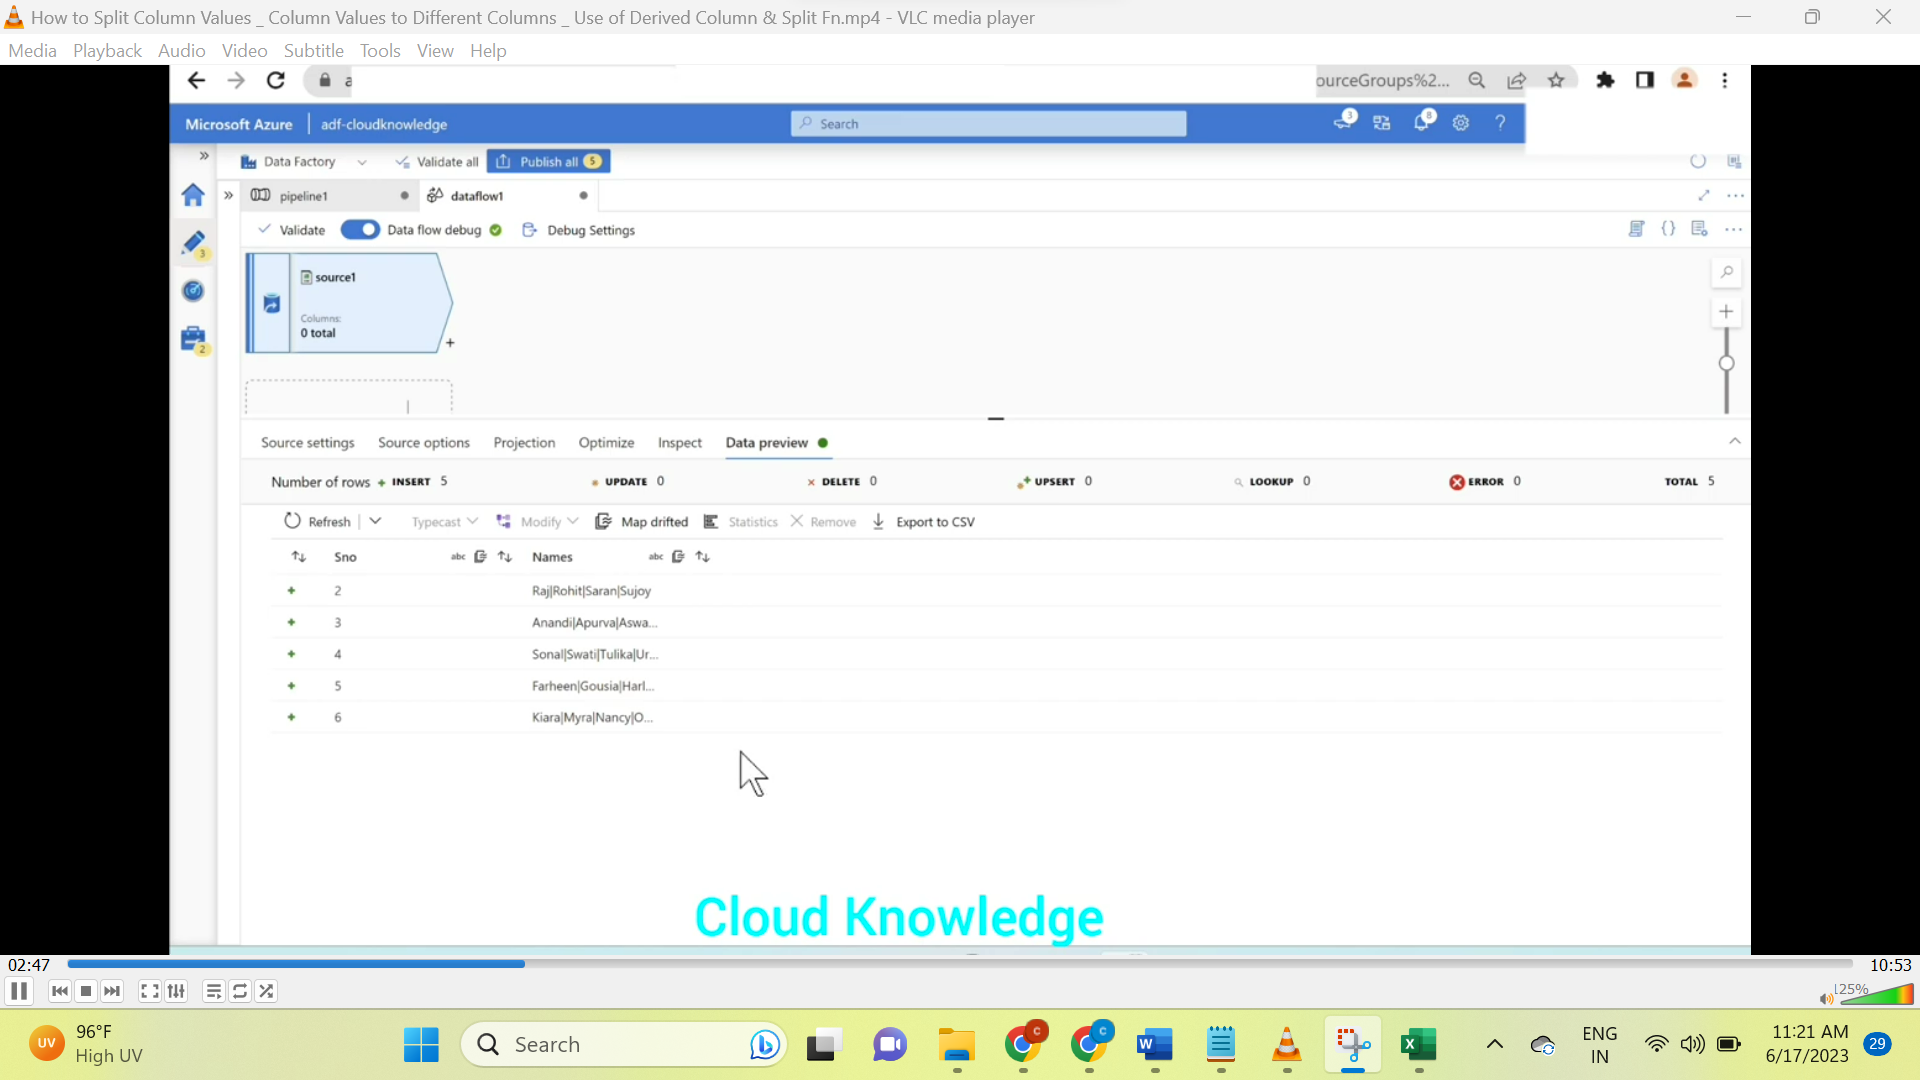 How to Split Column Values _ Column Values to Different Columns _ Use of Derived Column & Split Fn.mp4 - VLC media player
Media Playback Audio Video Subtitle Tools View Help
a ourceGroups%2...
Microsoft Azure adf-cloudknowledge Search 3 8 ?
Data Factory Validate all Publish all 5
pipeline1 dataflow1
Validate Data flow debug Debug Settings
3
source1
Columns:
0 total
2
Source settings Source options Projection Optimize Inspect Data preview
Number of rows INSERT 5 UPDATE 0 DELETE 0 UPSERT 0 LOOKUP 0 ERROR 0 TOTAL 5
Refresh Typecast Modify Map drifted Statistics Remove Export to CSV
Sno abc Names abc
2 Raj|Rohit|Saran|Sujoy
3 Anandi|Apurva|Aswa...
4 Sonal|Swati|Tulika|Ur...
5 Farheen|Gousia|Harl...
6 Kiara|Myra|Nancy|O...
Cloud Knowledge
02:47 10:53
125%
UV 96°F Search C C W X ENG 11:21 AM 29
High UV IN 6/17/2023